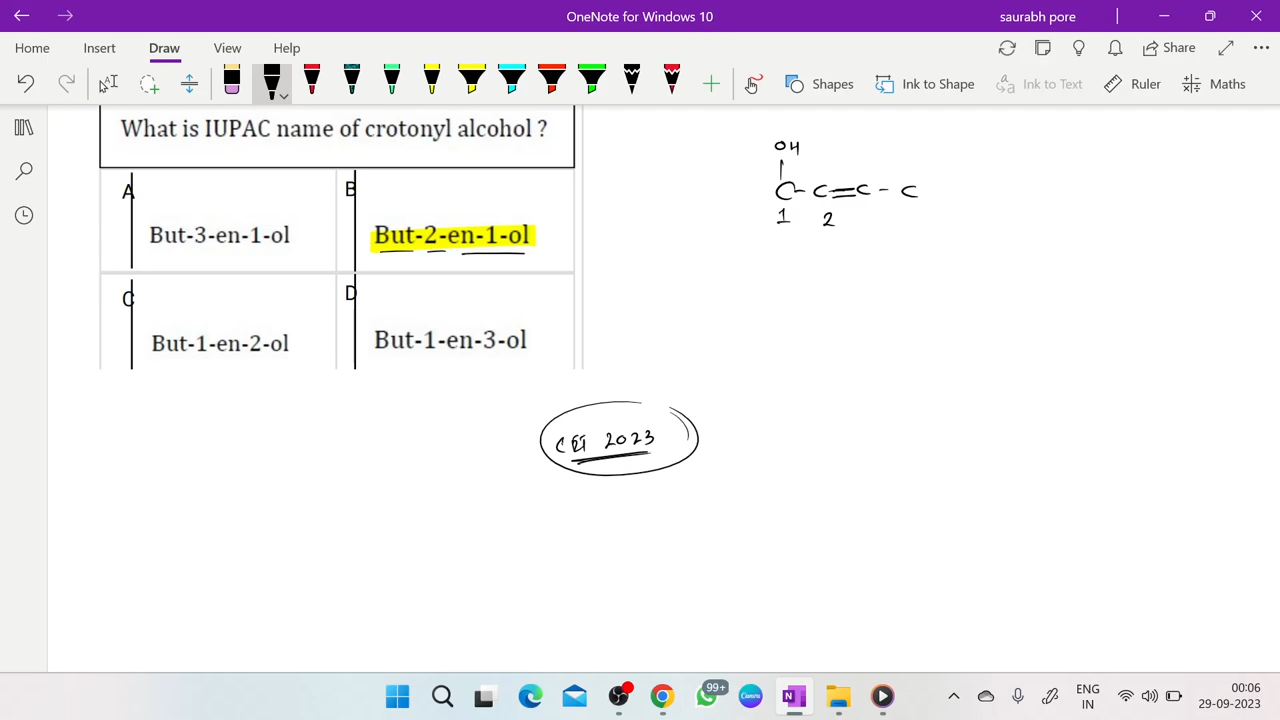 OneNote for Windows 10
saurabh pore
Home Insert Draw View Help
Share
Shapes Ink to Shape Ink to Text Ruler Maths
What is IUPAC name of crotonyl alcohol ?
A
But-3-en-1-ol
B
But-2-en-1-ol
C
But-1-en-2-ol
D
But-1-en-3-ol
OH
C-C=C-C
1 2
CET 2023
99+
Canva
ENG
IN
00:06
29-09-2023